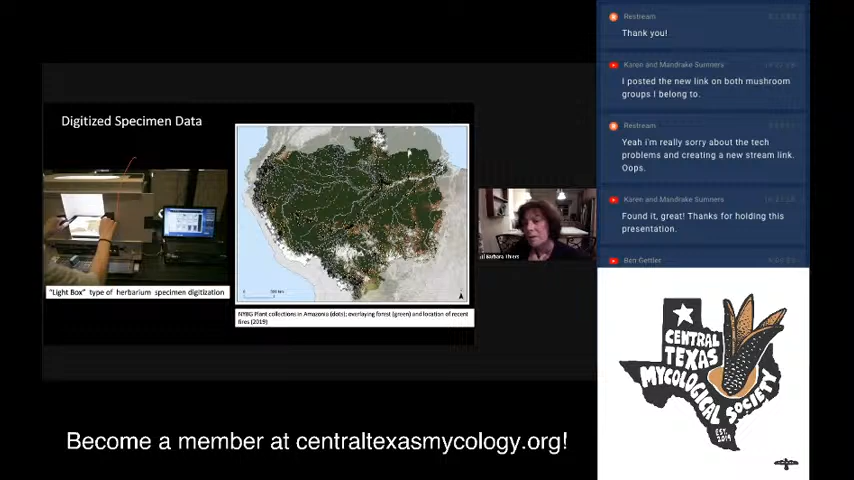 Digitized Specimen Data
"Light Box" type of herbarium specimen digitization
NYBG Plant collections in Amazonia (dots); overlaying forest (green) and location of recent
fires (2019)
Barbara Thiers
Become a member at centraltexasmycology.org!
Restream
Thank you!
Karen and Mandrake Sumners
I posted the new link on both mushroom
groups I belong to.
Restream
Yeah i'm really sorry about the tech
problems and creating a new stream link.
Oops.
Karen and Mandrake Sumners
Found it, great! Thanks for holding this
presentation.
Ben Gettler
CENTRAL
TEXAS
MYCOLOGICAL
SOCIETY
EST.
2019